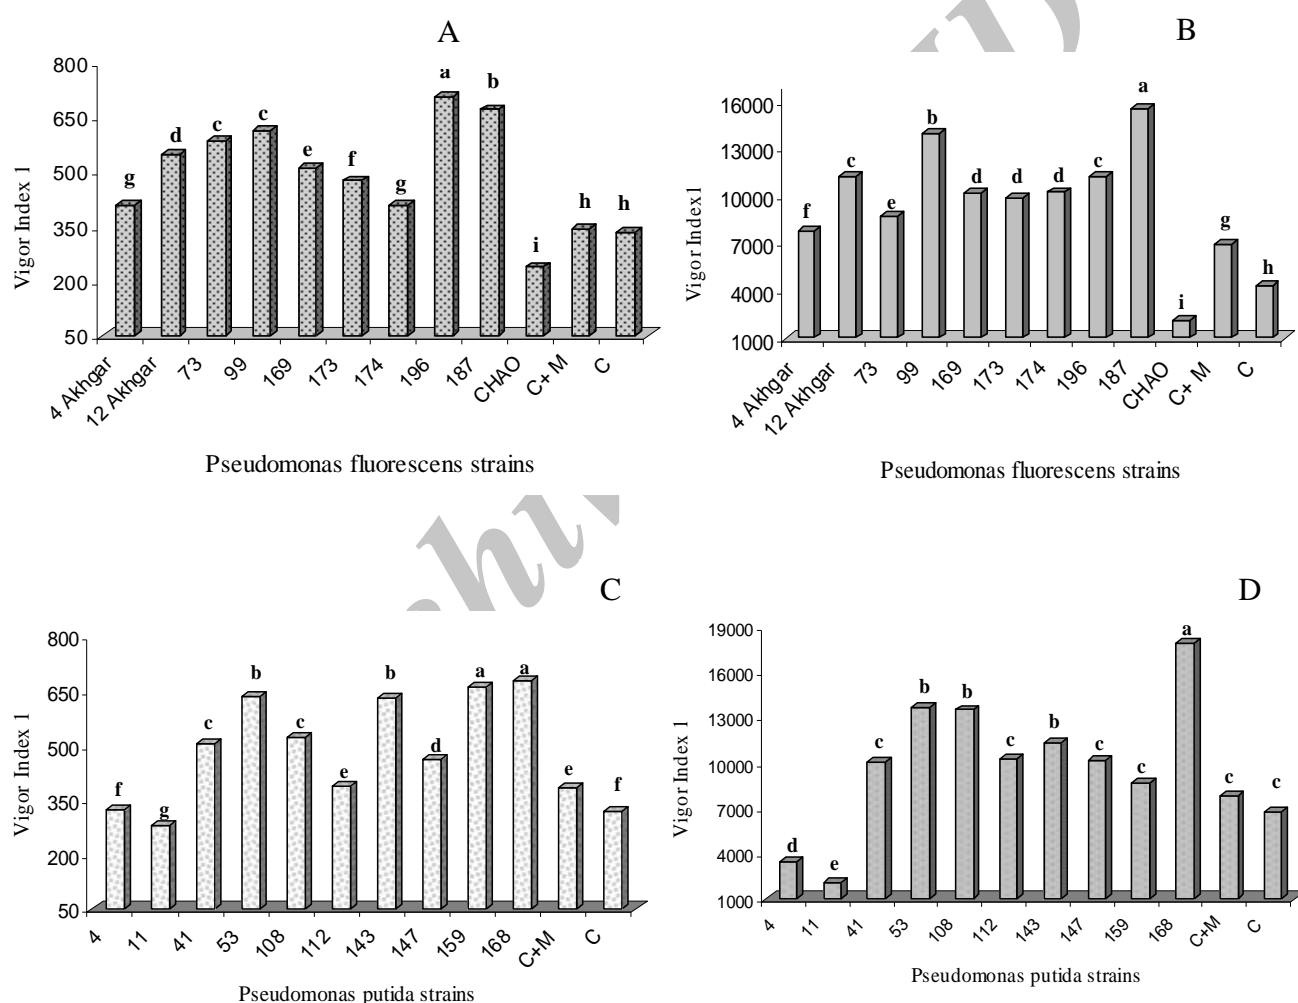 A
800
650
500
350
200
50
Vigor Index 1
g
d
c
c
e
f
g
a
b
i
h
h
4 Akhgar
12 Akhgar
73
99
169
173
174
196
187
CHAO
C+ M
C
Pseudomonas fluorescens strains
B
16000
13000
10000
7000
4000
1000
Vigor Index1
f
c
e
b
d
d
d
c
a
i
g
h
4 Akhgar
12 Akhgar
73
99
169
173
174
196
187
CHAO
C+ M
C
Pseudomonas fluorescens strains
C
800
650
500
350
200
50
Vigor Index 1
f
g
c
b
c
e
b
d
a
a
e
f
4
11
41
53
108
112
143
147
159
168
C+M
C
Pseudomonas putida strains
D
19000
16000
13000
10000
7000
4000
1000
Vigor Index 1
d
e
c
b
b
c
b
c
c
a
c
c
4
11
41
53
108
112
143
147
159
168
C+M
C
Pseudomonas putida strains